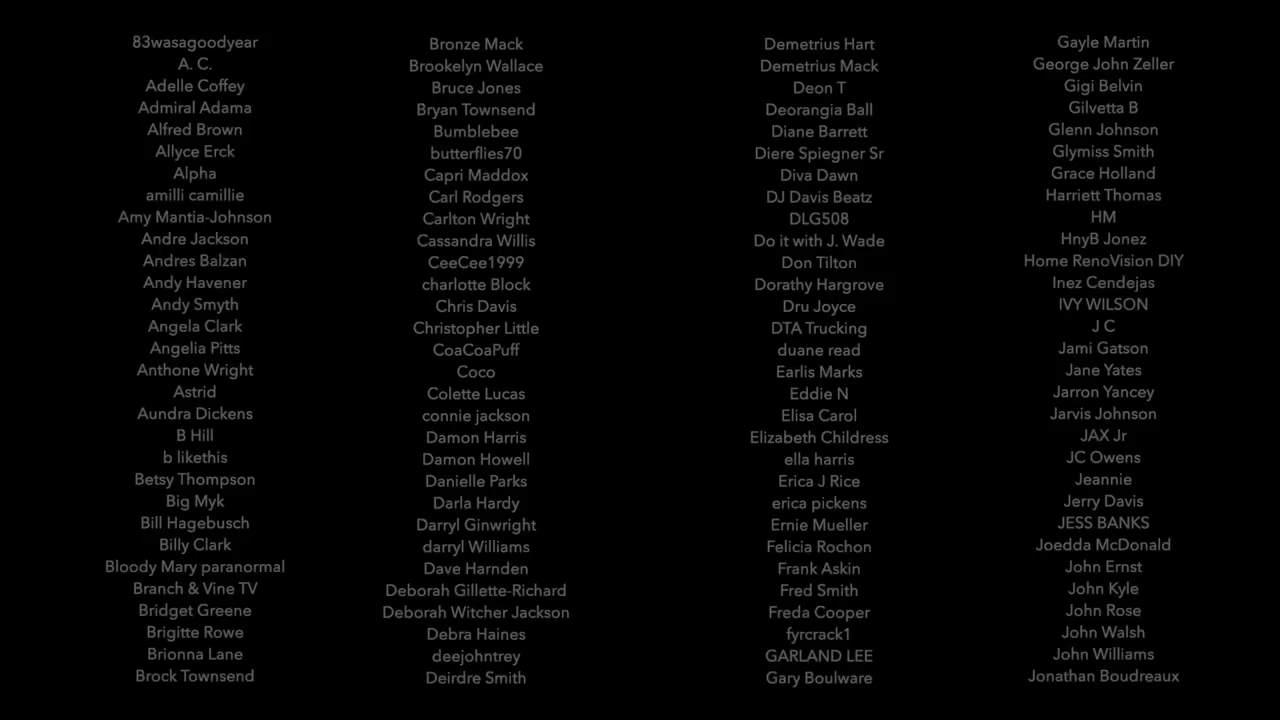 83wasagoodyear
A. C.
Adelle Coffey
Admiral Adama
Alfred Brown
Allyce Erck
Alpha
amilli camillie
Amy Mantia-Johnson
Andre Jackson
Andres Balzan
Andy Havener
Andy Smyth
Angela Clark
Angelia Pitts
Anthone Wright
Astrid
Aundra Dickens
B Hill
b likethis
Betsy Thompson
Big Myk
Bill Hagebusch
Billy Clark
Bloody Mary paranormal
Branch & Vine TV
Bridget Greene
Brigitte Rowe
Brionna Lane
Brock Townsend
Bronze Mack
Brookelyn Wallace
Bruce Jones
Bryan Townsend
Bumblebee
butterflies70
Capri Maddox
Carl Rodgers
Carlton Wright
Cassandra Willis
CeeCee1999
charlotte Block
Chris Davis
Christopher Little
CoaCoaPuff
Coco
Colette Lucas
connie jackson
Damon Harris
Damon Howell
Danielle Parks
Darla Hardy
Darryl Ginwright
darryl Williams
Dave Harnden
Deborah Gillette-Richard
Deborah Witcher Jackson
Debra Haines
deejohntrey
Deirdre Smith
Demetrius Hart
Demetrius Mack
Deon T
Deorangia Ball
Diane Barrett
Diere Spiegner Sr
Diva Dawn
DJ Davis Beatz
DLG508
Do it with J. Wade
Don Tilton
Dorathy Hargrove
Dru Joyce
DTA Trucking
duane read
Earlis Marks
Eddie N
Elisa Carol
Elizabeth Childress
ella harris
Erica J Rice
erica pickens
Ernie Mueller
Felicia Rochon
Frank Askin
Fred Smith
Freda Cooper
fyrcrack1
GARLAND LEE
Gary Boulware
Gayle Martin
George John Zeller
Gigi Belvin
Gilvetta B
Glenn Johnson
Glymiss Smith
Grace Holland
Harriett Thomas
HM
HnyB Jonez
Home RenoVision DIY
Inez Cendejas
IVY WILSON
J C
Jami Gatson
Jane Yates
Jarron Yancey
Jarvis Johnson
JAX Jr
JC Owens
Jeannie
Jerry Davis
JESS BANKS
Joedda McDonald
John Ernst
John Kyle
John Rose
John Walsh
John Williams
Jonathan Boudreaux